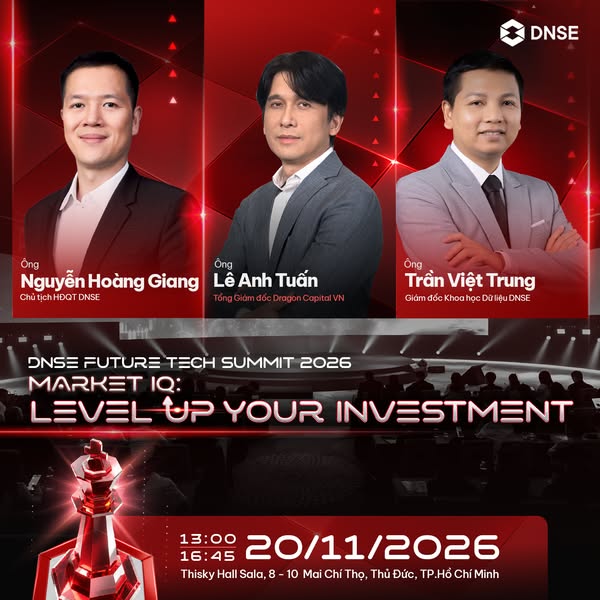 DNSE
Ông
Nguyễn Hoàng Giang
Chủ tịch HĐQT DNSE
Ông
Lê Anh Tuấn
Tổng Giám đốc Dragon Capital VN
Ông
Trần Việt Trung
Giám đốc Khoa học Dữ liệu DNSE
DNSE FUTURE TECH SUMMIT 2026
MARKET IQ:
LEVEL UP YOUR INVESTMENT
13:00
16:45
20/11/2026
Thisky Hall Sala, 8 - 10 Mai Chí Thọ, Thủ Đức, TP.Hồ Chí Minh